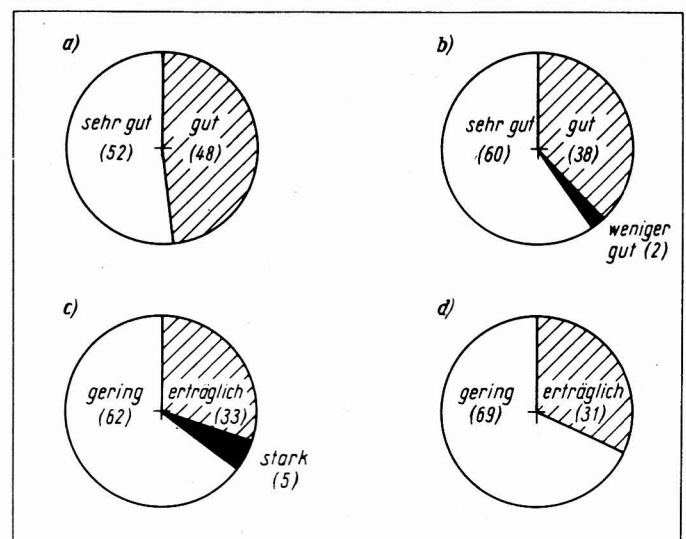 a)
sehr gut
(52)
gut
(48)
b)
sehr gut
(60)
gut
(38)
weniger
gut (2)
c)
gering
(62)
erträglich
(33)
stark
(5)
d)
gering
(69)
erträglich
(31)